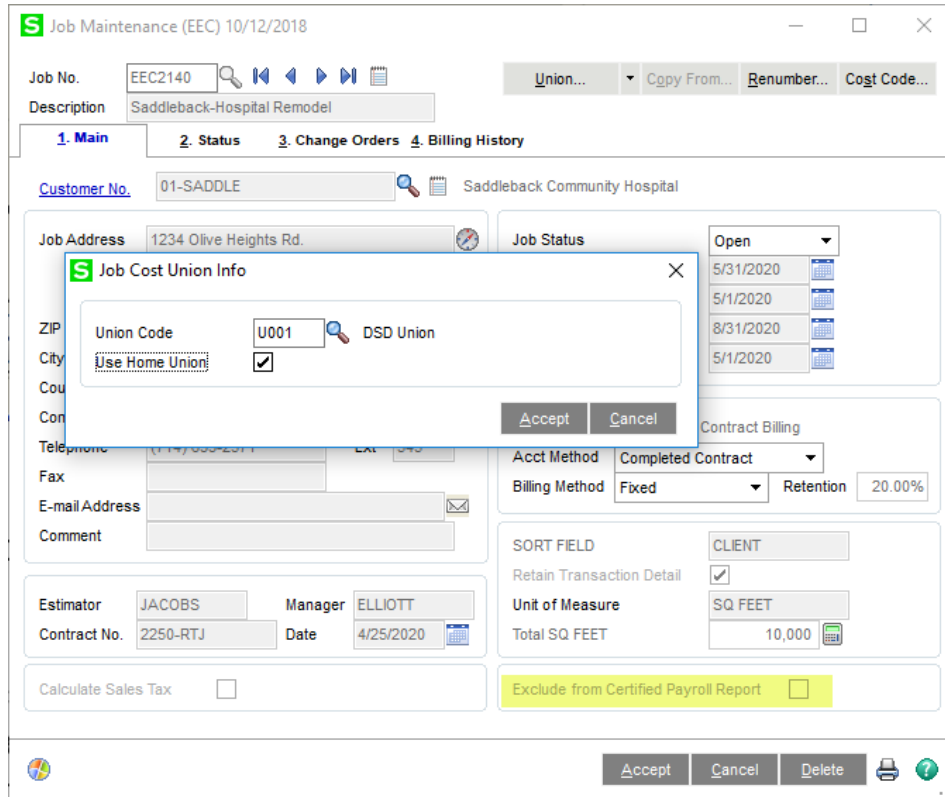 S Job Maintenance (EEC) 10/12/2018
Job No. EEC2140 Union... Copy From... Renumber... Cost Code...
Description Saddleback-Hospital Remodel
1. Main 2. Status 3. Change Orders 4. Billing History
Customer No. 01-SADDLE Saddleback Community Hospital
Job Address 1234 Olive Heights Rd. Job Status Open
S Job Cost Union Info
5/31/2020
5/1/2020
ZIP Union Code U001 DSD Union 8/31/2020
City Use Home Union 5/1/2020
Cou
Con Accept Cancel Contract Billing
Telephone Ext Acct Method Completed Contract
Fax Billing Method Fixed Retention 20.00%
E-mail Address
Comment SORT FIELD CLIENT
Retain Transaction Detail
Estimator JACOBS Manager ELLIOTT Unit of Measure SQ FEET
Contract No. 2250-RTJ Date 4/25/2020 Total SQ FEET 10,000
Calculate Sales Tax Exclude from Certified Payroll Report
Accept Cancel Delete